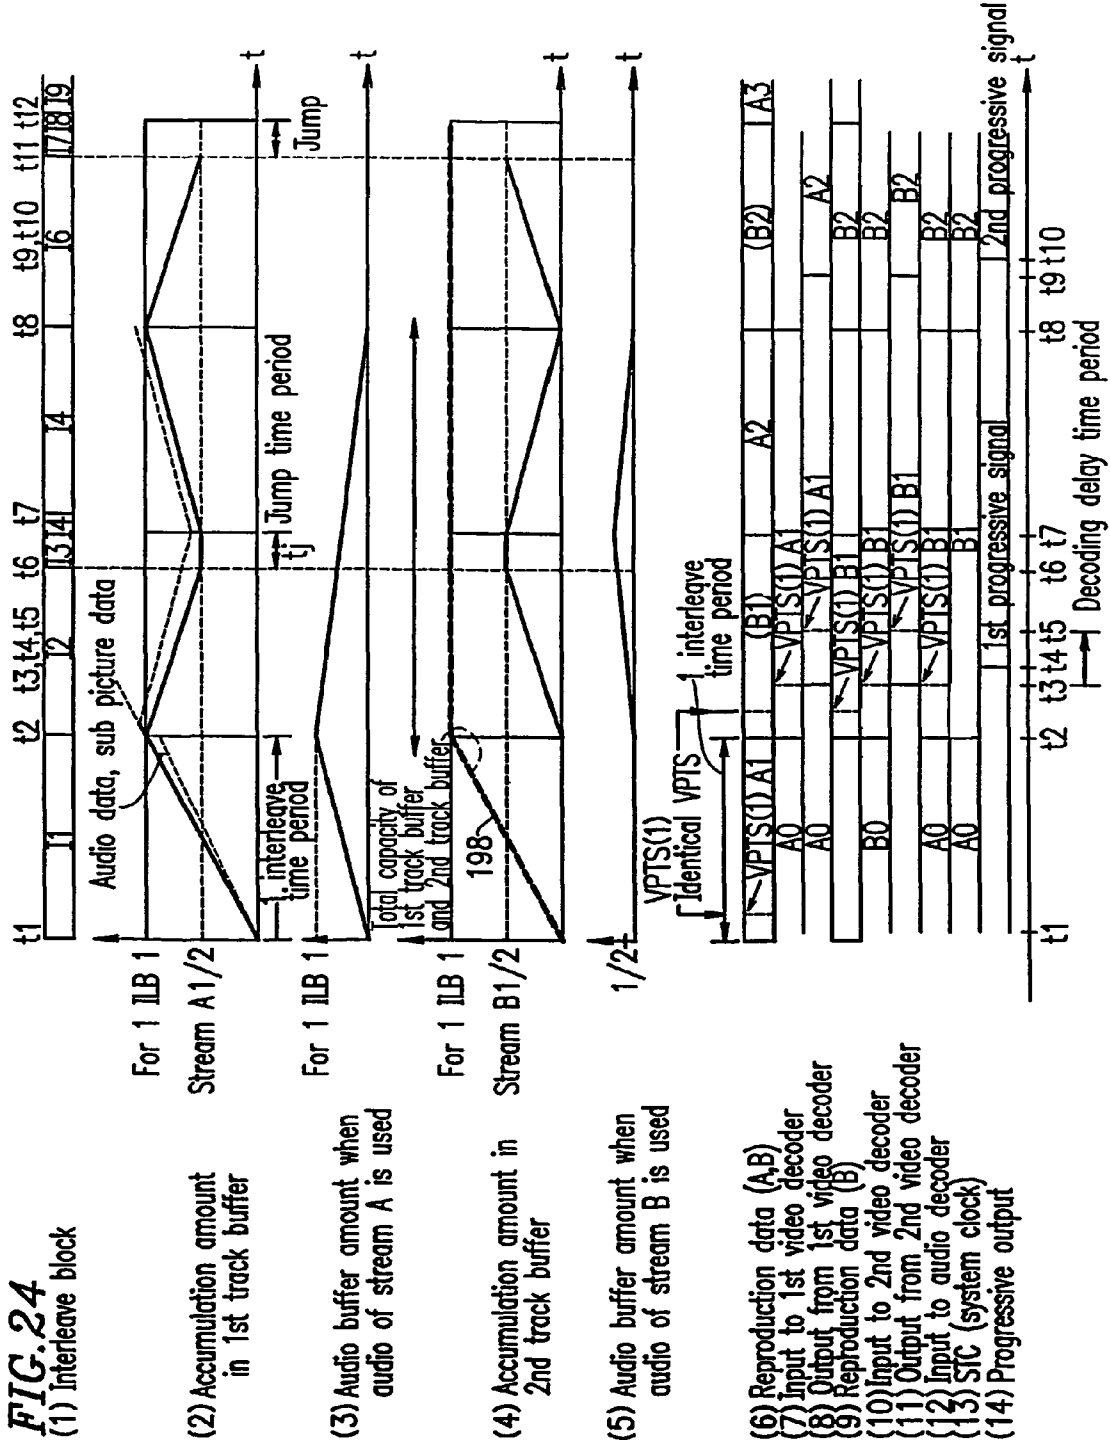 FIG.24
(1) Interleave block
t1
t2
t3,t4,t5
t6
t7
t8
t9,t10
t11
t12
I1
I2
I3
I4
I4
I6
I7
I8
I9
(2) Accumulation amount
in 1st track buffer
For 1 ILB 1
Stream A1/2
Audio data, sub picture data
1 interleave
time period
tj
Jump time period
Jump
t
(3) Audio buffer amount when
audio of stream A is used
For 1 ILB 1
t
Total capacity of
1st track buffer
and 2nd track buffer
(4) Accumulation amount in
2nd track buffer
For 1 ILB 1
Stream B1/2
198
t
(5) Audio buffer amount when
audio of stream B is used
1/2
t
VPTS(1)
Identical VPTS
1 interleave
time period
(6) Reproduction data (A,B)
VPTS(1) A1
(B1)
A2
(B2)
A3
(7) Input to 1st video decoder
A0
VPTS(1) A1
(8) Output from 1st video decoder
A0
VPTS(1) A1
A2
(9) Reproduction data (B)
VPTS(1) B1
B2
(10) Input to 2nd video decoder
B0
VPTS(1) B1
B2
(11) Output from 2nd video decoder
VPTS(1) B1
B2
(12) Input to audio decoder
A0
VPTS(1) B1
B2
(13) STC (system clock)
A0
B1
B2
(14) Progressive output
1st progressive signal
2nd progressive signal
t1
t2
t3
t4
t5
t6
t7
t8
t9
t10
t
Decoding delay time period